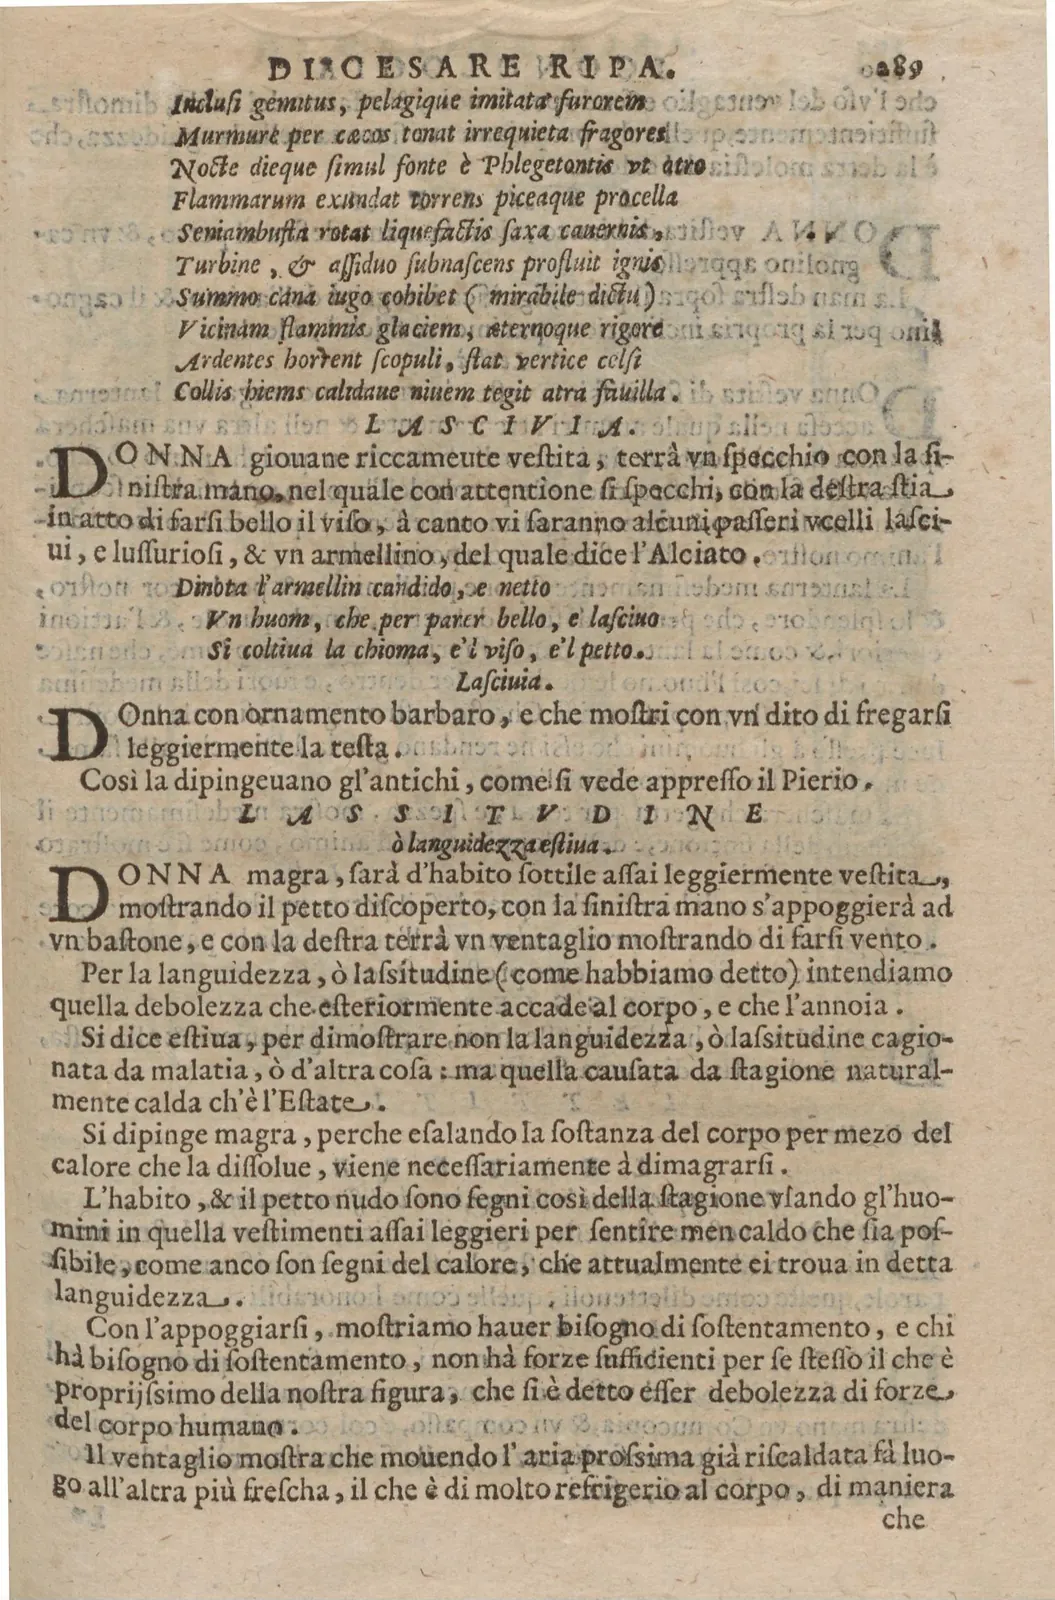 DI CESARE RIPA. 289
Incluſi gemitus, pelagique imitata furorem
Murmure per cæcos tonat irrequieta fragores
Nocte dieque ſimul fonte è Phlegetontis vt atro
Flammarum exundat torrens piceaque procella
Semiambuſta rotat liquefactis ſaxa cauernis,
Turbine, & aſſiduo ſubnaſcens profluit ignis
Summo cana iugo cohibet (mirabile dictu)
Vicinam flammis glaciem, æternoque rigore
Ardentes horrent ſcopuli, ſtat vertice celſi
Collis hiems calidaue niuem tegit atra fauilla.
LASCIVIA.
DONNA giouane riccamente veſtita, terrà vn ſpecchio con la ſi-
niſtra mano, nel quale con attentione ſi ſpecchi, con la deſtra ſtia
in atto di farſi bello il viſo, à canto vi ſaranno alcuni paſſeri vcelli laſci-
ui, e luſſurioſi, & vn armellino, del quale dice l'Alciato.
Dinota l'armellin candido, e netto
Vn huom, che per parer bello, e laſciuo
Si coltiua la chioma, e'l viſo, e'l petto.
Laſciuia.
DOnna con ornamento barbaro, e che moſtri con vn dito di fregarſi
leggiermente la teſta.
Così la dipingeuano gl'antichi, come ſi vede appreſſo il Pierio.
LASSITVDINE
ò languidezza eſtiua.
DONNA magra, ſarà d'habito ſottile aſſai leggiermente veſtita,
moſtrando il petto diſcoperto, con la ſiniſtra mano s'appoggierà ad
vn baſtone, e con la deſtra terrà vn ventaglio moſtrando di farſi vento.
Per la languidezza, ò laſsitudine (come habbiamo detto) intendiamo
quella debolezza che eſteriormente accade al corpo, e che l'annoia.
Si dice eſtiua, per dimoſtrare non la languidezza, ò laſsitudine cagio-
nata da malatia, ò d'altra coſa: ma quella cauſata da ſtagione natural-
mente calda ch'è l'Eſtate.
Si dipinge magra, perche eſalando la ſoſtanza del corpo per mezo del
calore che la diſſolue, viene neceſſariamente à dimagrarſi.
L'habito, & il petto nudo ſono ſegni così della ſtagione vſando gl'huo-
mini in quella veſtimenti aſſai leggieri per ſentire men caldo che ſia poſ-
ſibile, come anco ſon ſegni del calore, che attualmente ei troua in detta
languidezza.
Con l'appoggiarſi, moſtriamo hauer biſogno di ſoſtentamento, e chi
hà biſogno di ſoſtentamento, non hà forze ſufficienti per ſe ſteſſo il che è
proprijſsimo della noſtra figura, che ſi è detto eſſer debolezza di forze
del corpo humano.
Il ventaglio moſtra che mouendo l'aria proſsima già riſcaldata fà luo-
go all'altra più freſcha, il che è di molto refrigerio al corpo, di maniera
che